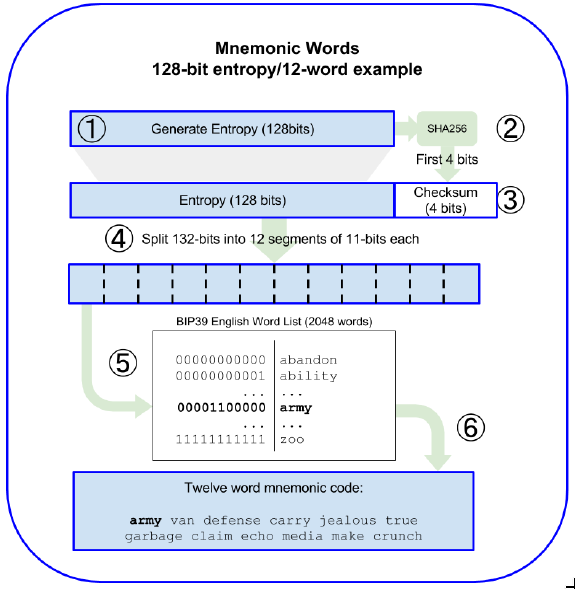 Mnemonic Words
128-bit entropy/12-word example
① Generate Entropy (128bits) SHA256 ②
First 4 bits
Entropy (128 bits) Checksum (4 bits) ③
④ Split 132-bits into 12 segments of 11-bits each
BIP39 English Word List (2048 words)
⑤
00000000000 abandon
00000000001 ability
... ...
00001100000 army
... ...
11111111111 zoo
⑥
Twelve word mnemonic code:
army van defense carry jealous true
garbage claim echo media make crunch